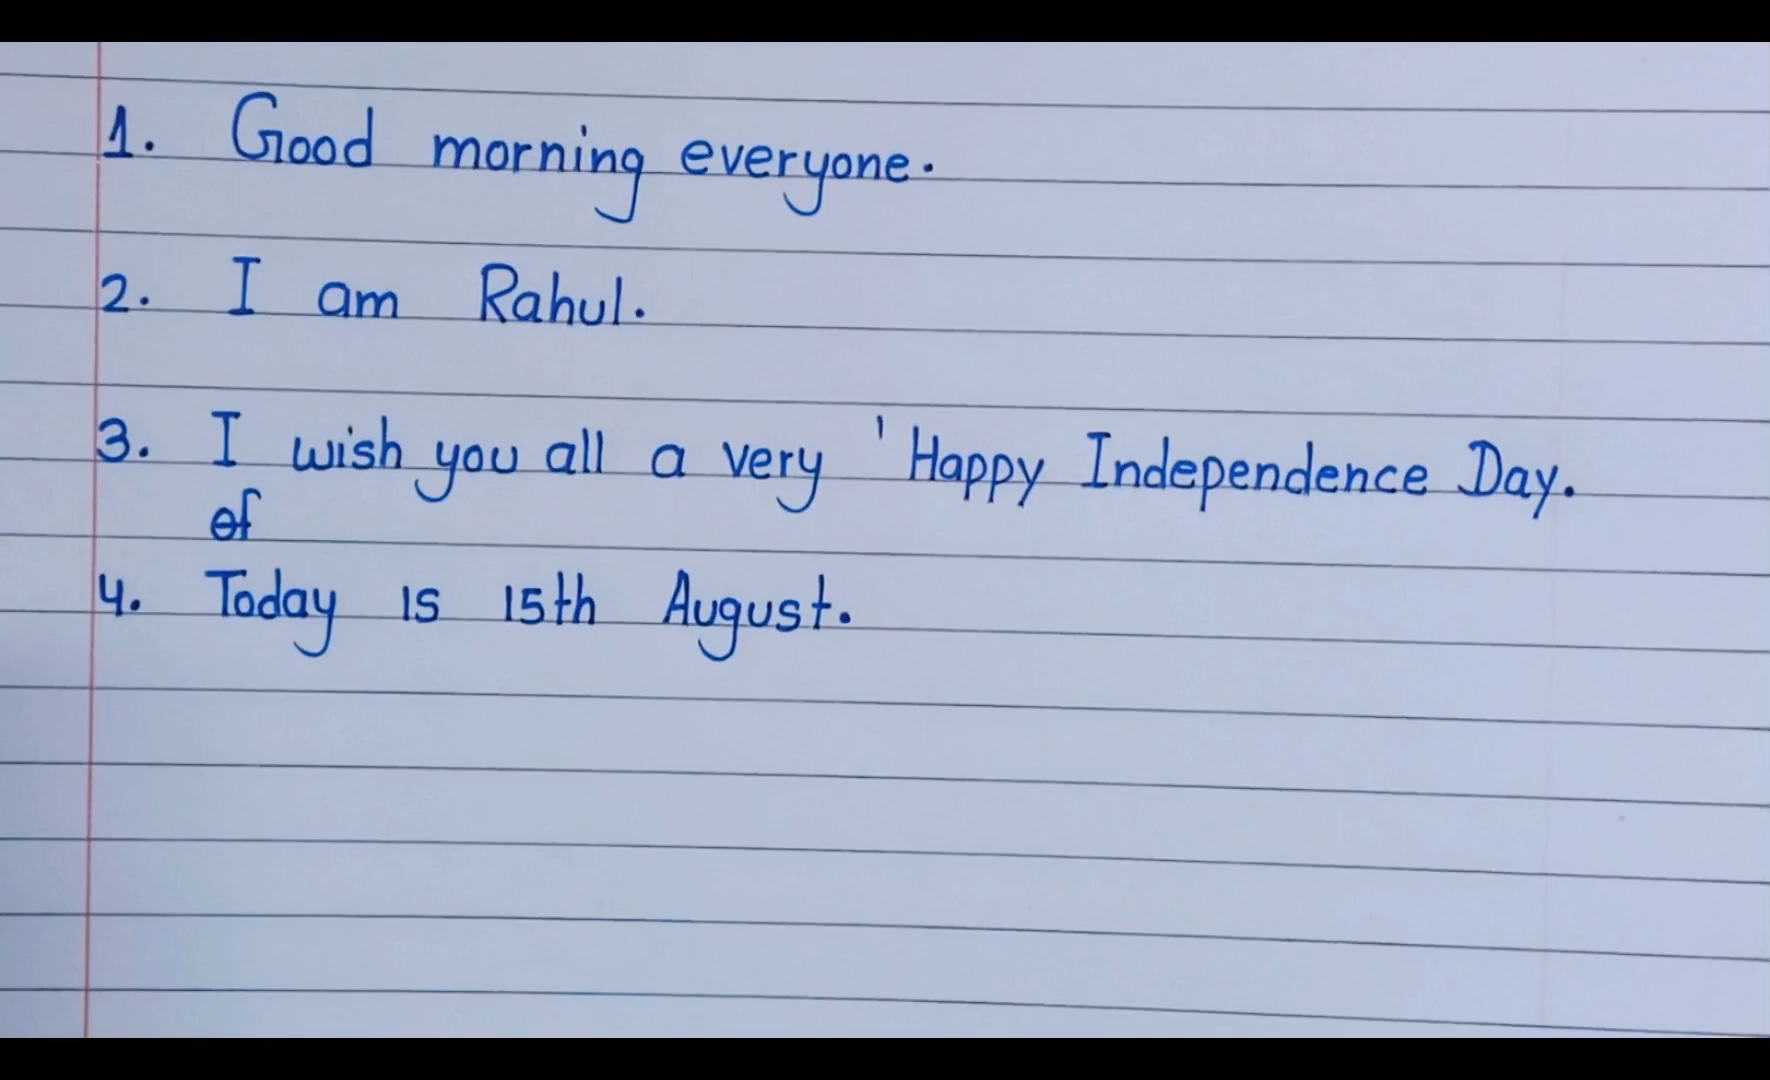 1. Good morning everyone.
2. I am Rahul.
3. I wish you all a very ' Happy Independence Day.
of
4. Today is 15th August.